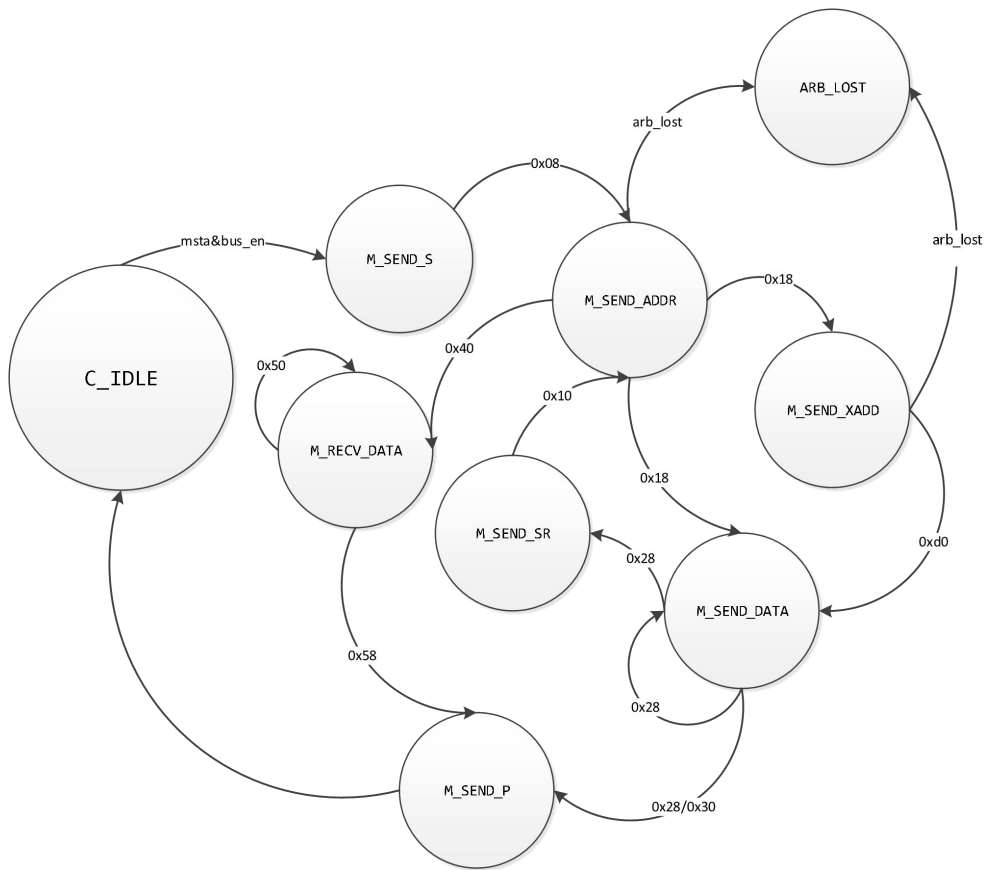 ARB_LOST
arb_lost
0x08
M_SEND_S
msta&bus_en
arb_lost
M_SEND_ADDR
0x18
0x40
0x50
C_IDLE
0x10
M_SEND_XADD
M_RECV_DATA
0x18
M_SEND_SR
0xd0
0x28
M_SEND_DATA
0x58
0x28
M_SEND_P
0x28/0x30